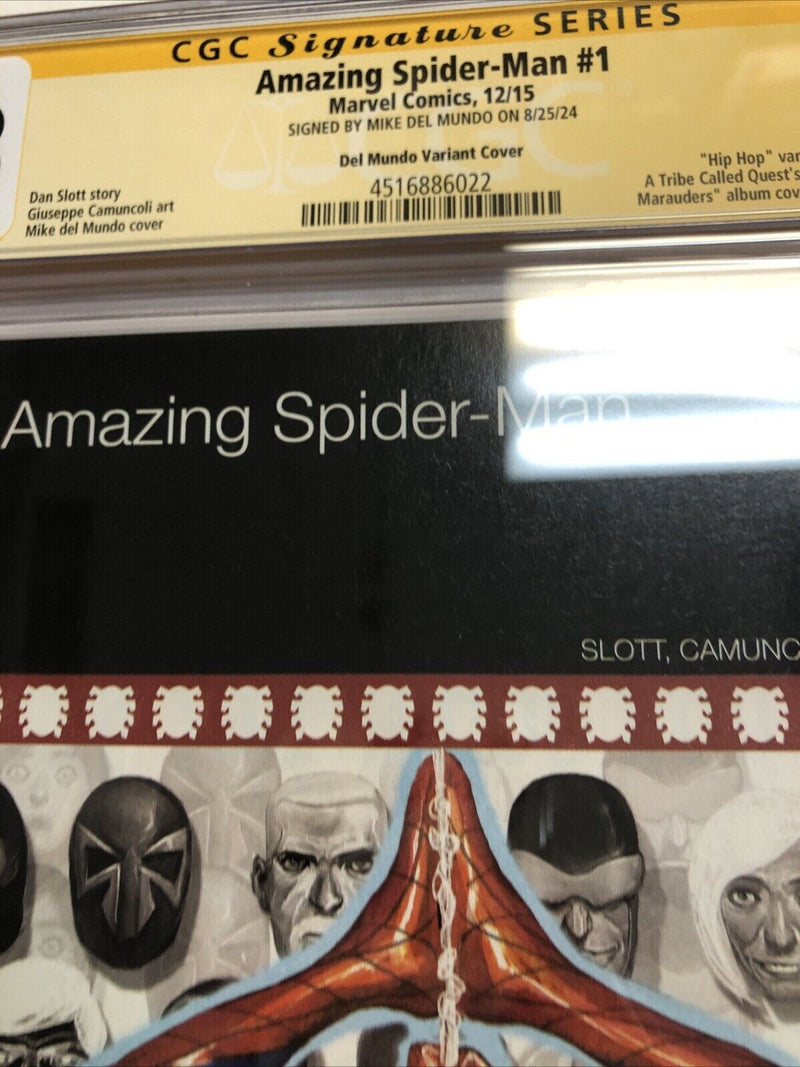 CGC Signature SERIES
Amazing Spider-Man #1
Marvel Comics, 12/15
SIGNED BY MIKE DEL MUNDO ON 8/25/24
Del Mundo Variant Cover
4516886022
Dan Slott story
Giuseppe Camuncoli art
Mike del Mundo cover
"Hip Hop" var
A Tribe Called Quest's
Marauders" album cov
Amazing Spider-Man
SLOTT, CAMUNC